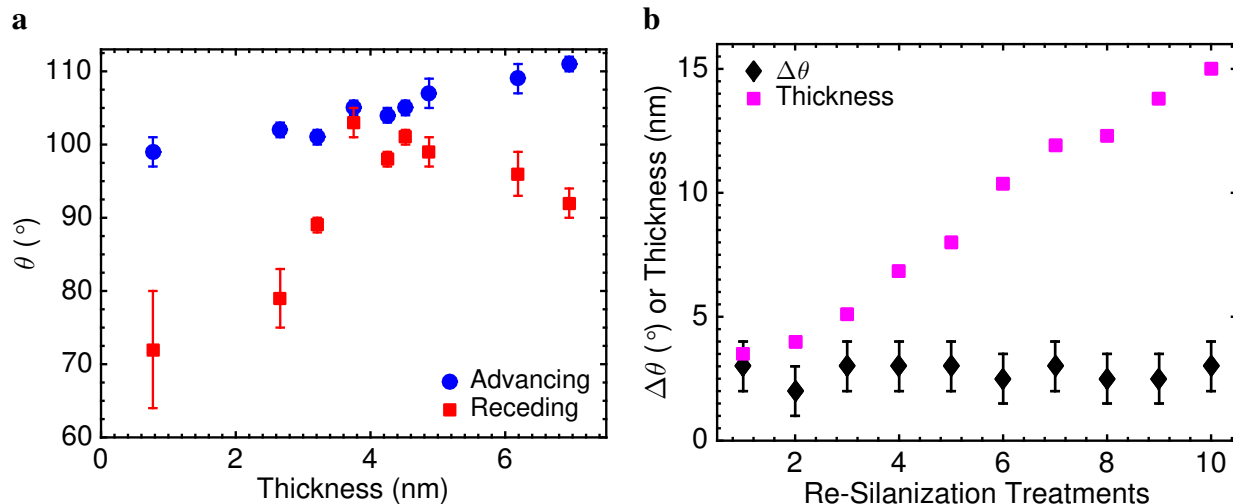 a
θ (°)
110
100
90
80
70
60
0
2
4
6
Thickness (nm)
Advancing
Receding
b
Δθ (°) or Thickness (nm)
15
10
5
0
2
4
6
8
10
Re-Silanization Treatments
Δθ
Thickness